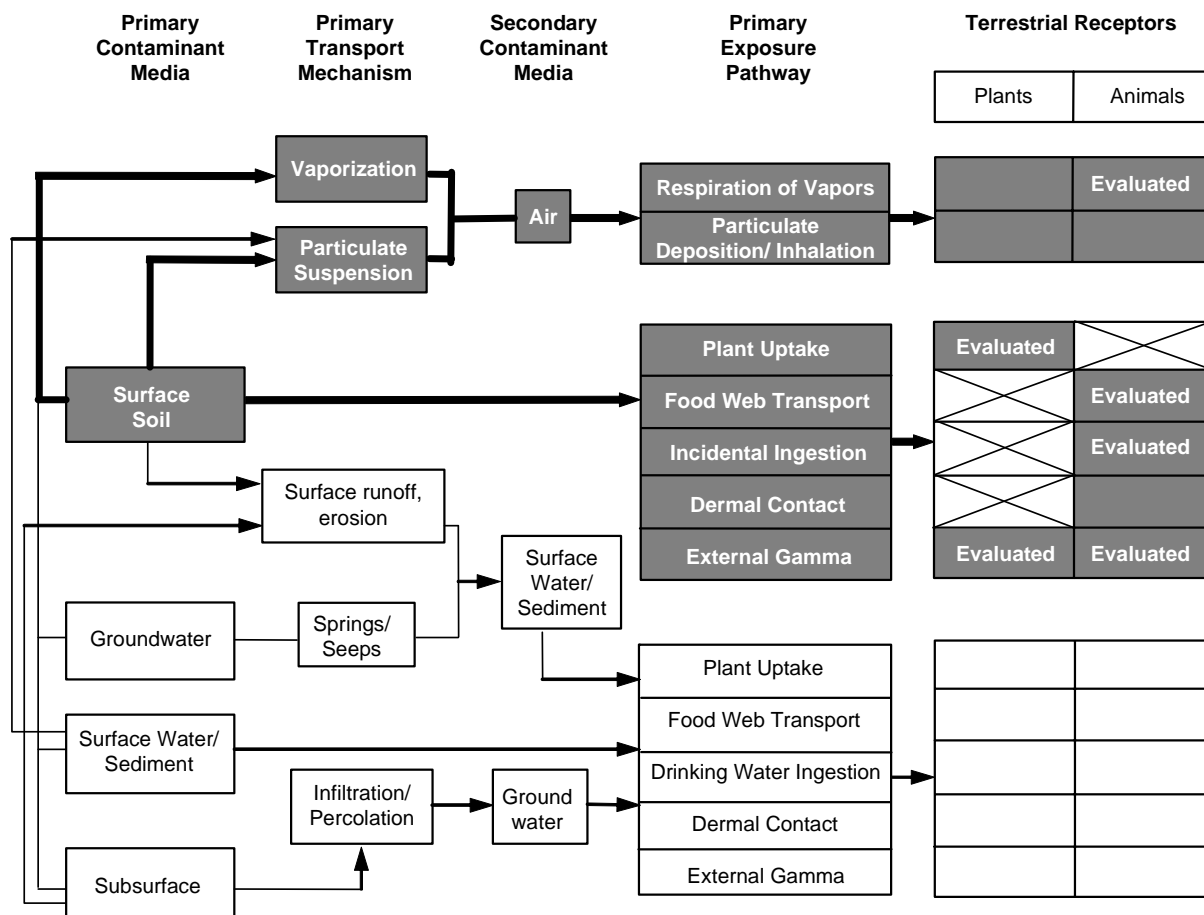 Primary
Contaminant
Media
Primary
Transport
Mechanism
Secondary
Contaminant
Media
Primary
Exposure
Pathway
Terrestrial Receptors
Plants
Animals
Vaporization
Particulate
Suspension
Air
Respiration of Vapors
Particulate
Deposition/ Inhalation
Evaluated
Surface
Soil
Plant Uptake
Food Web Transport
Incidental Ingestion
Dermal Contact
External Gamma
Evaluated
Evaluated
Evaluated
Evaluated
Evaluated
Surface runoff,
erosion
Surface
Water/
Sediment
Groundwater
Springs/
Seeps
Surface Water/
Sediment
Infiltration/
Percolation
Ground
water
Subsurface
Plant Uptake
Food Web Transport
Drinking Water Ingestion
Dermal Contact
External Gamma